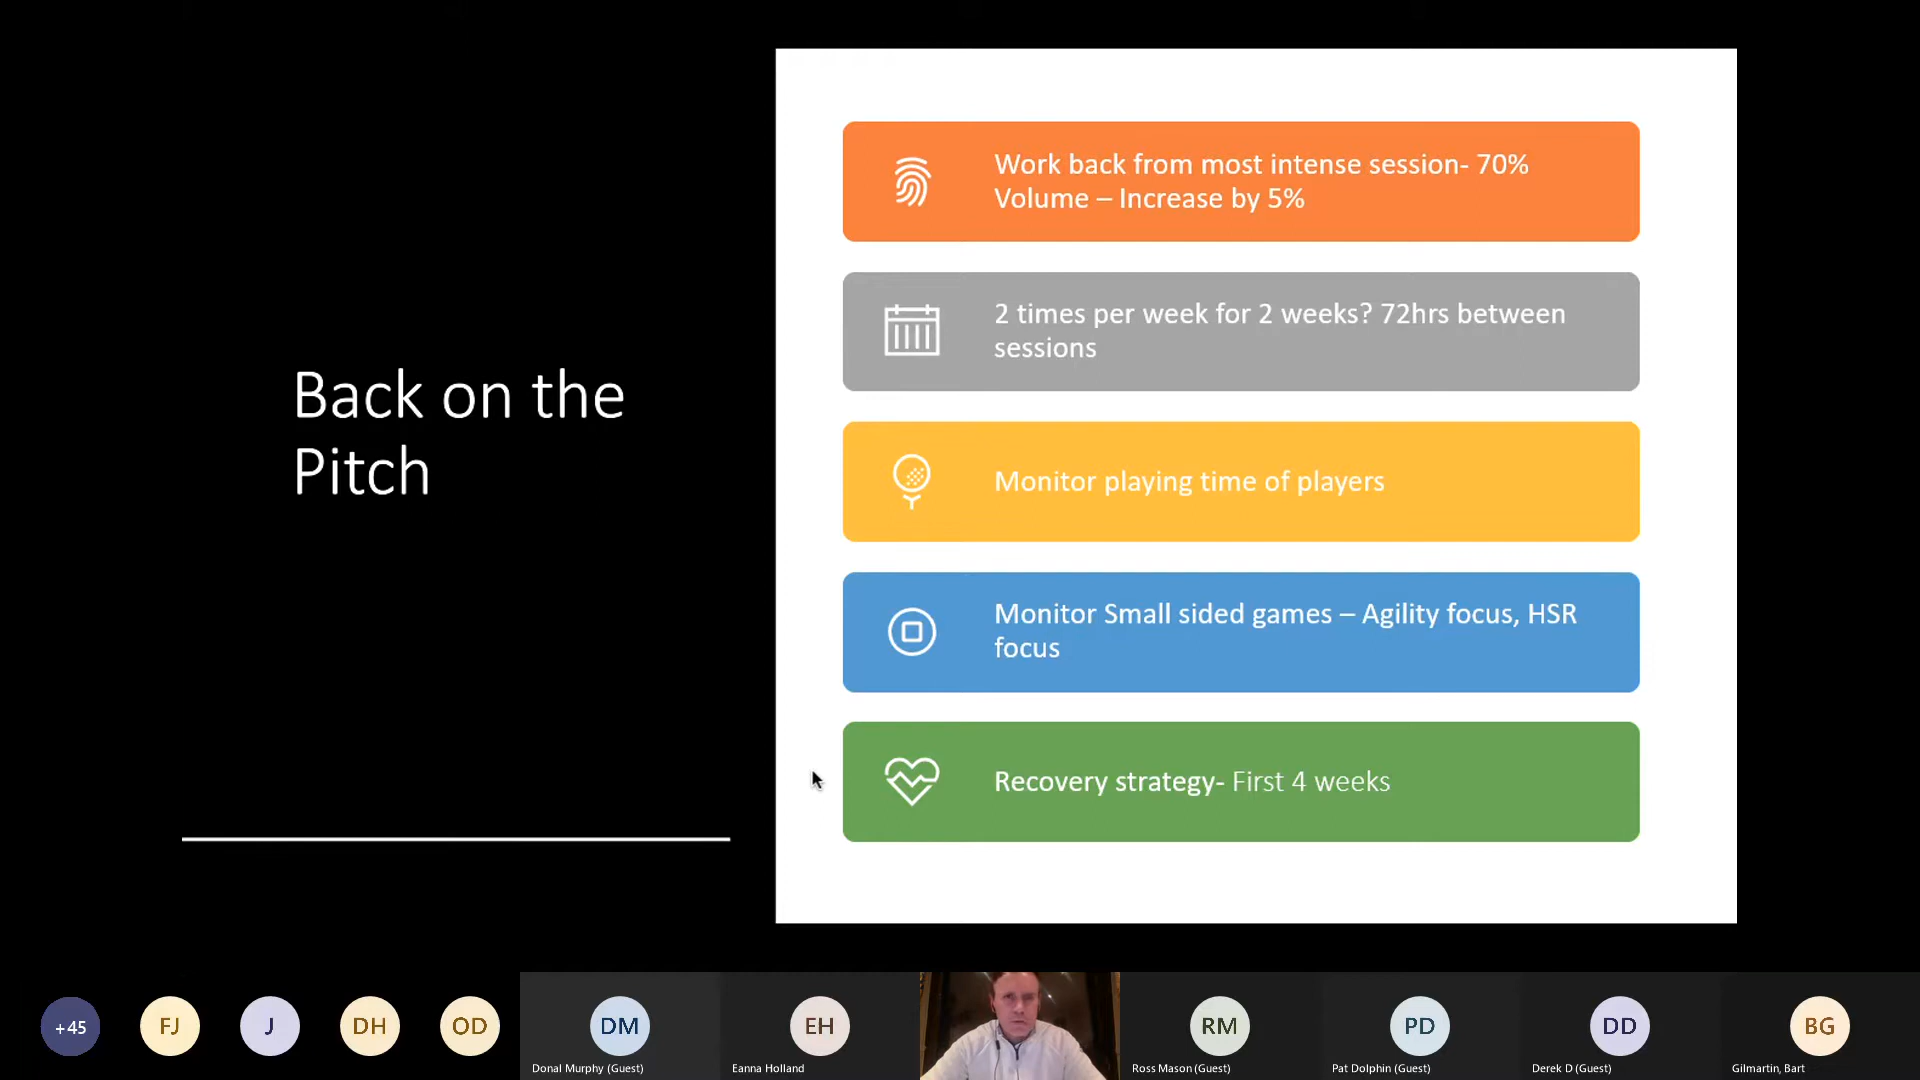 Back on the
Pitch
Work back from most intense session- 70%
Volume – Increase by 5%
2 times per week for 2 weeks? 72hrs between
sessions
Monitor playing time of players
Monitor Small sided games – Agility focus, HSR
focus
Recovery strategy- First 4 weeks
+45
FJ
J
DH
OD
DM
EH
RM
PD
DD
BG
Donal Murphy (Guest)
Eanna Holland
Ross Mason (Guest)
Pat Dolphin (Guest)
Derek D (Guest)
Gilmartin, Bart